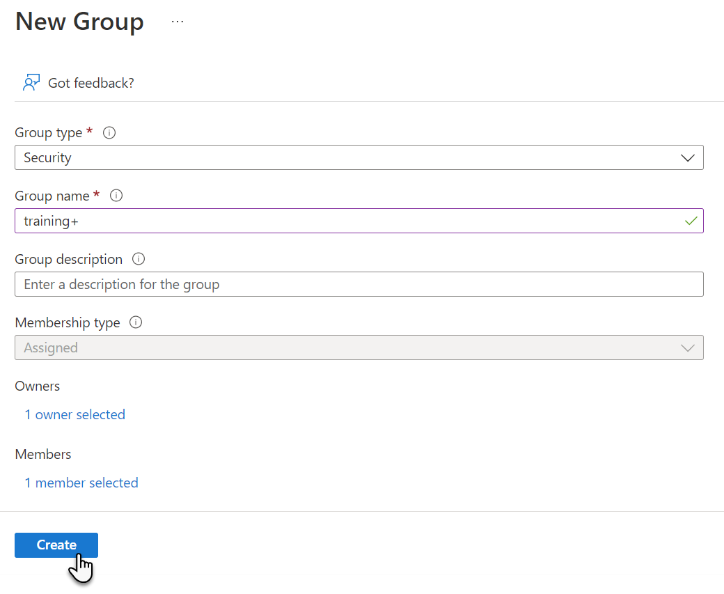 New Group ...
Got feedback?
Group type *
Security
Group name *
training+
Group description
Enter a description for the group
Membership type
Assigned
Owners
1 owner selected
Members
1 member selected
Create